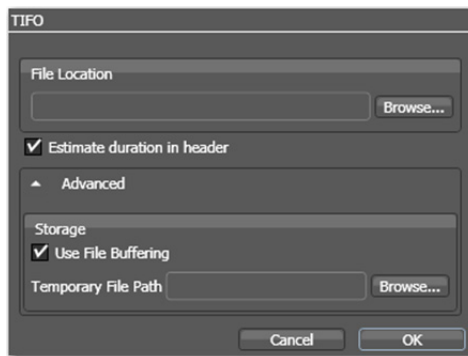 TIFO
File Location
Browse...
Estimate duration in header
Advanced
Storage
Use File Buffering
Temporary File Path Browse...
Cancel OK